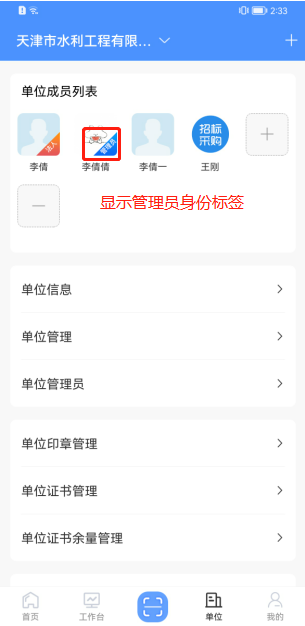 2:33
天津市水利工程有限...
单位成员列表
法人
管理员
招标
采购
李倩
李倩倩
李倩一
王刚
显示管理员身份标签
单位信息
单位管理
单位管理员
单位印章管理
单位证书管理
单位证书余量管理
首页
工作台
单位
我的